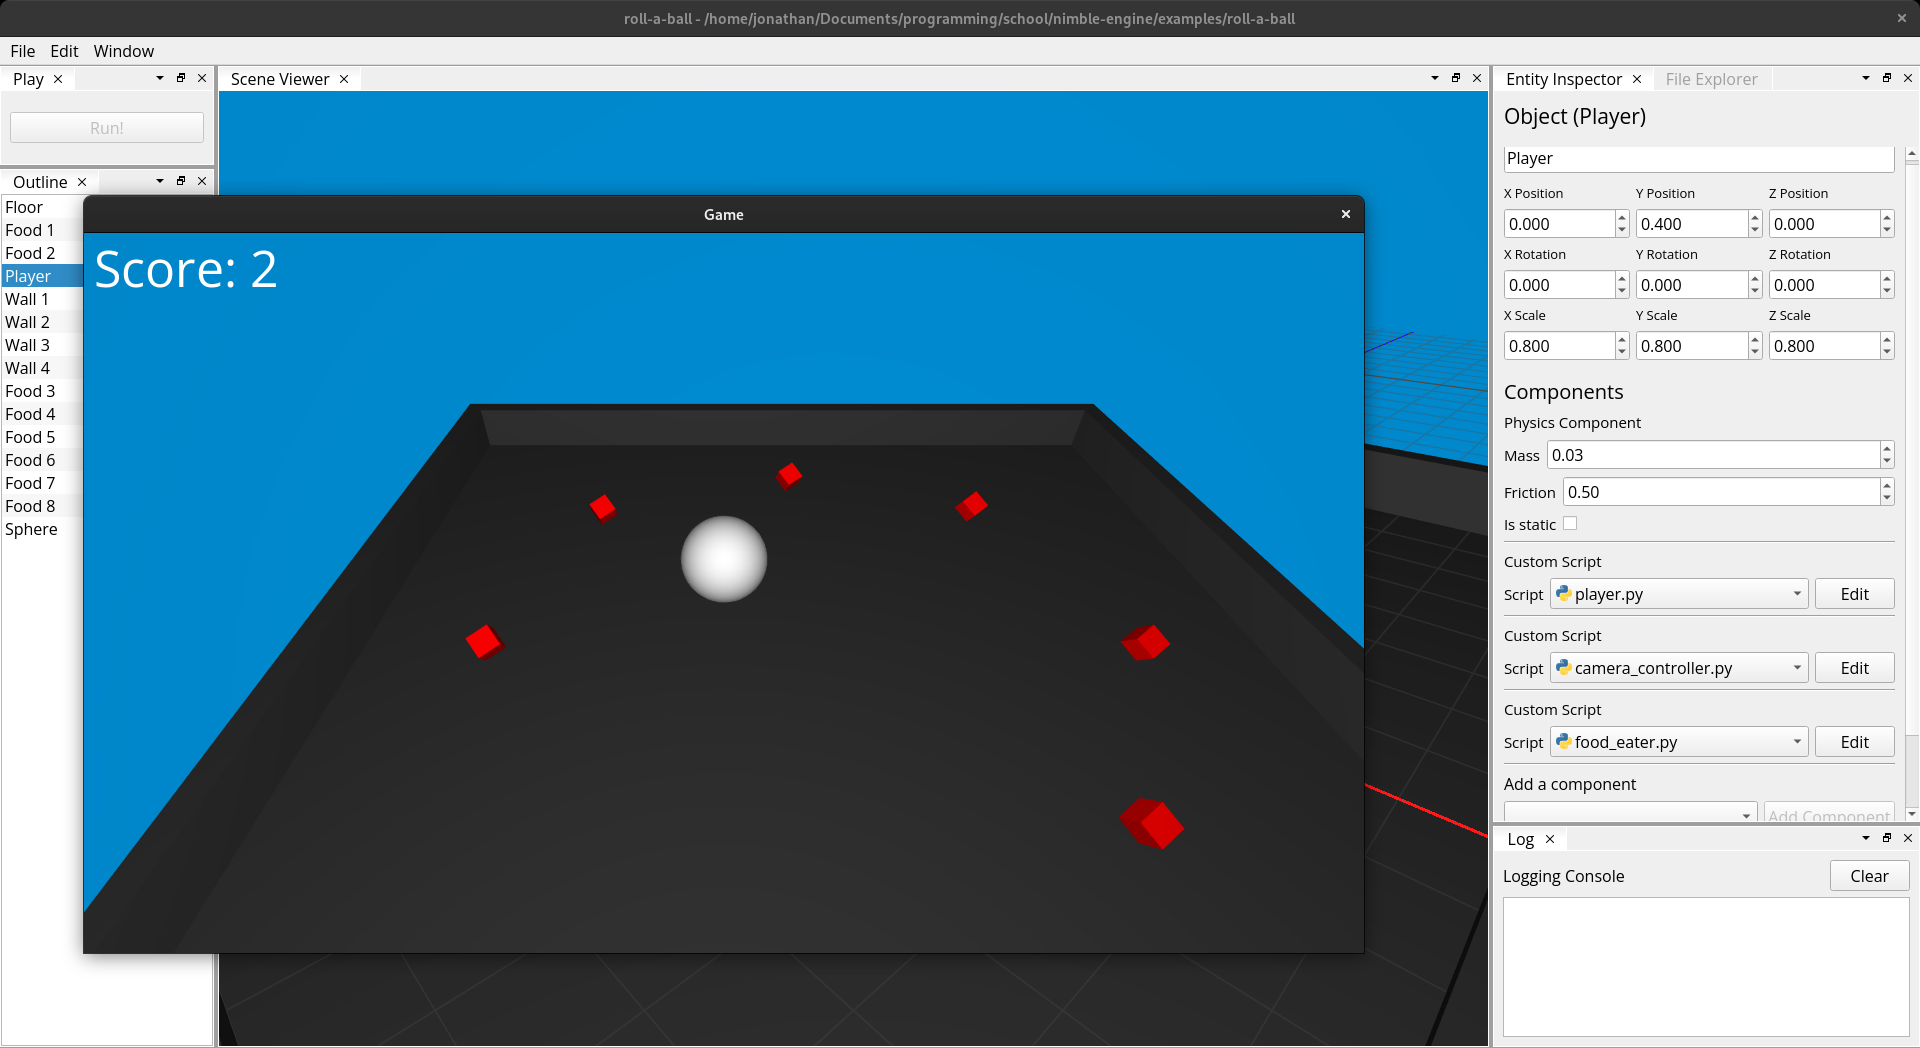 roll-a-ball - /home/jonathan/Documents/programming/school/nimble-engine/examples/roll-a-ball
File Edit Window
Play
Run!
Outline
Floor
Food 1
Food 2
Player
Wall 1
Wall 2
Wall 3
Wall 4
Food 3
Food 4
Food 5
Food 6
Food 7
Food 8
Sphere
Scene Viewer
Game
Score: 2
Entity Inspector File Explorer
Object (Player)
Player
X Position Y Position Z Position
0.000 0.400 0.000
X Rotation Y Rotation Z Rotation
0.000 0.000 0.000
X Scale Y Scale Z Scale
0.800 0.800 0.800
Components
Physics Component
Mass 0.03
Friction 0.50
Is static
Custom Script
Script player.py Edit
Custom Script
Script camera_controller.py Edit
Custom Script
Script food_eater.py Edit
Add a component
Add Component
Log
Logging Console Clear